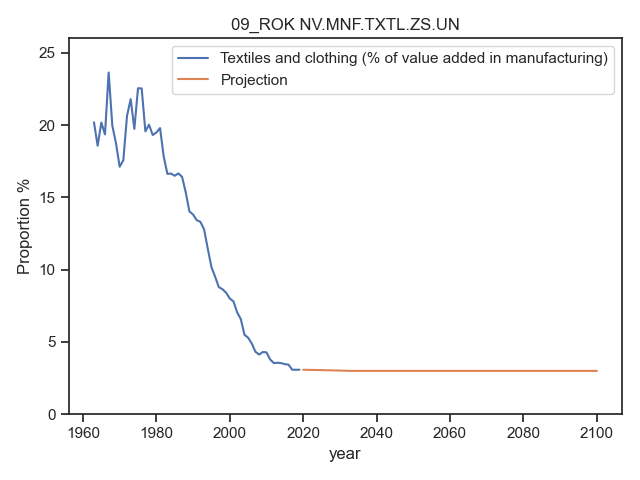 09_ROK NV.MNF.TXTL.ZS.UN
Textiles and clothing (% of value added in manufacturing)
Projection
25
20
15
10
5
0
Proportion %
1960 1980 2000 2020 2040 2060 2080 2100
year